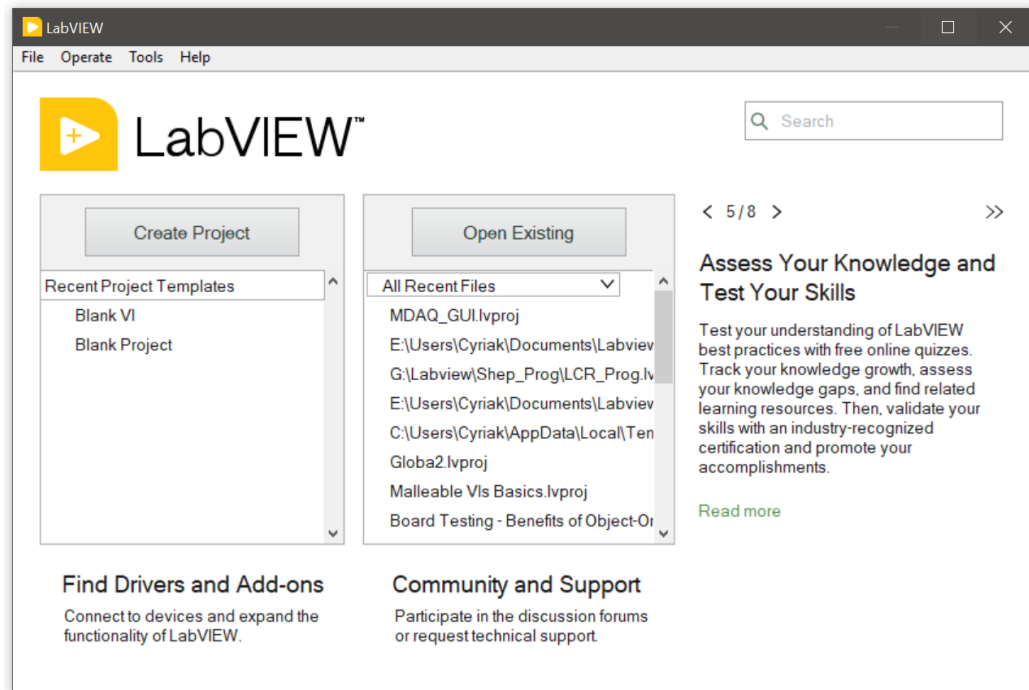 LabVIEW
File Operate Tools Help
LabVIEW™
Search
Create Project
Open Existing
Recent Project Templates
Blank VI
Blank Project
All Recent Files
MDAQ_GUI.lvproj
E:\Users\Cyriak\Documents\Labview
G:\Labview\Shep_Prog\LCR_Prog.lv
E:\Users\Cyriak\Documents\Labview
C:\Users\Cyriak\AppData\Local\Ten
Globa2.lvproj
Malleable VIs Basics.lvproj
Board Testing - Benefits of Object-Or
5/8
Assess Your Knowledge and
Test Your Skills
Test your understanding of LabVIEW
best practices with free online quizzes.
Track your knowledge growth, assess
your knowledge gaps, and find related
learning resources. Then, validate your
skills with an industry-recognized
certification and promote your
accomplishments.
Read more
Find Drivers and Add-ons
Connect to devices and expand the
functionality of LabVIEW.
Community and Support
Participate in the discussion forums
or request technical support.